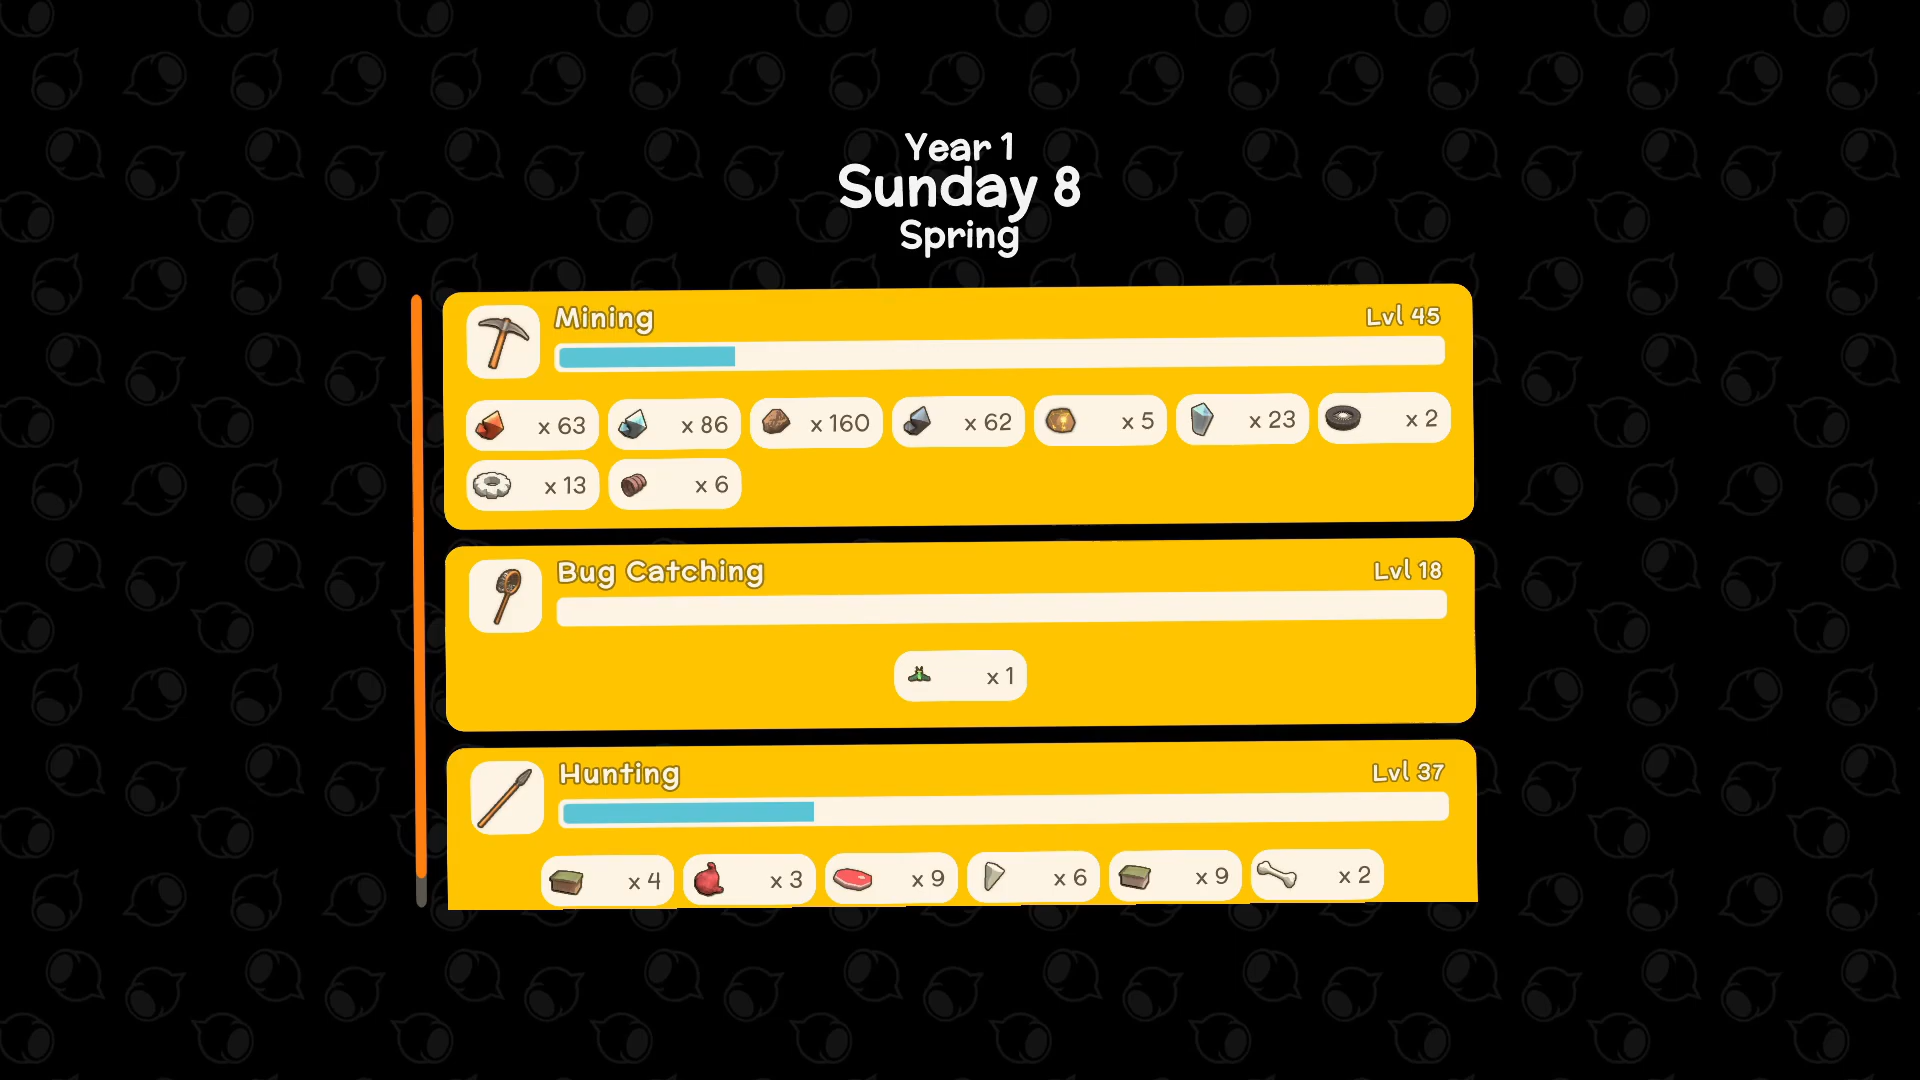 Year 1
Sunday 8
Spring
Mining
Lvl 45
x 63
x 86
x 160
x 62
x 5
x 23
x 2
x 13
x 6
Bug Catching
Lvl 18
x 1
Hunting
Lvl 37
x 4
x 3
x 9
x 6
x 9
x 2